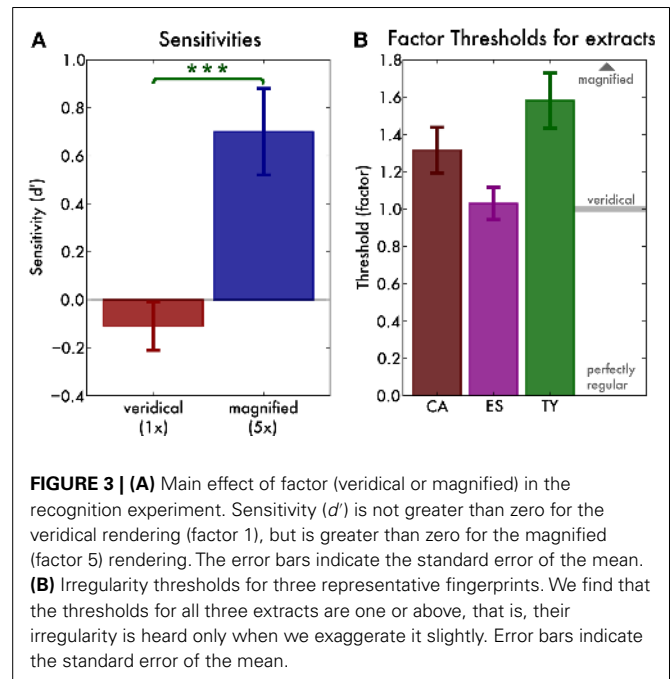 A
Sensitivities
1.0
0.8
0.6
0.4
0.2
0.0
−0.2
−0.4
Sensitivity (d')
***
veridical
(1x)
magnified
(5x)
B
Factor Thresholds for extracts
1.8
1.6
1.4
1.2
1.0
0.8
0.6
0.4
0.2
0.0
Threshold (factor)
magnified
veridical
perfectly
regular
CA
ES
TY
FIGURE 3 | (A) Main effect of factor (veridical or magnified) in the
recognition experiment. Sensitivity (d′) is not greater than zero for the
veridical rendering (factor 1), but is greater than zero for the magnified
(factor 5) rendering. The error bars indicate the standard error of the mean.
(B) Irregularity thresholds for three representative fingerprints. We find that
the thresholds for all three extracts are one or above, that is, their
irregularity is heard only when we exaggerate it slightly. Error bars indicate
the standard error of the mean.